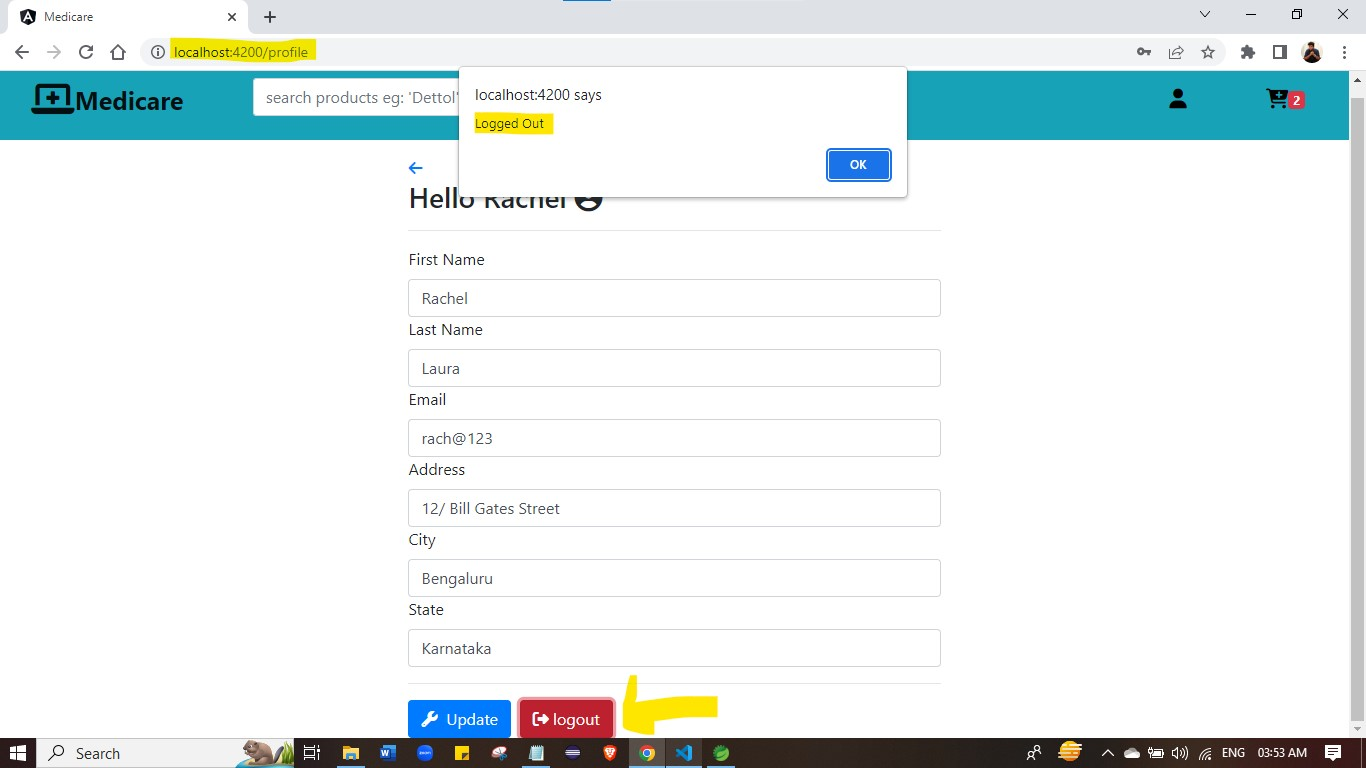 Medicare
localhost:4200/profile
Medicare
search products eg: 'Dettol'
2
localhost:4200 says
Logged Out
OK
Hello Rachel
First Name
Rachel
Last Name
Laura
Email
rach@123
Address
12/ Bill Gates Street
City
Bengaluru
State
Karnataka
Update
logout
Search
ENG
03:53 AM